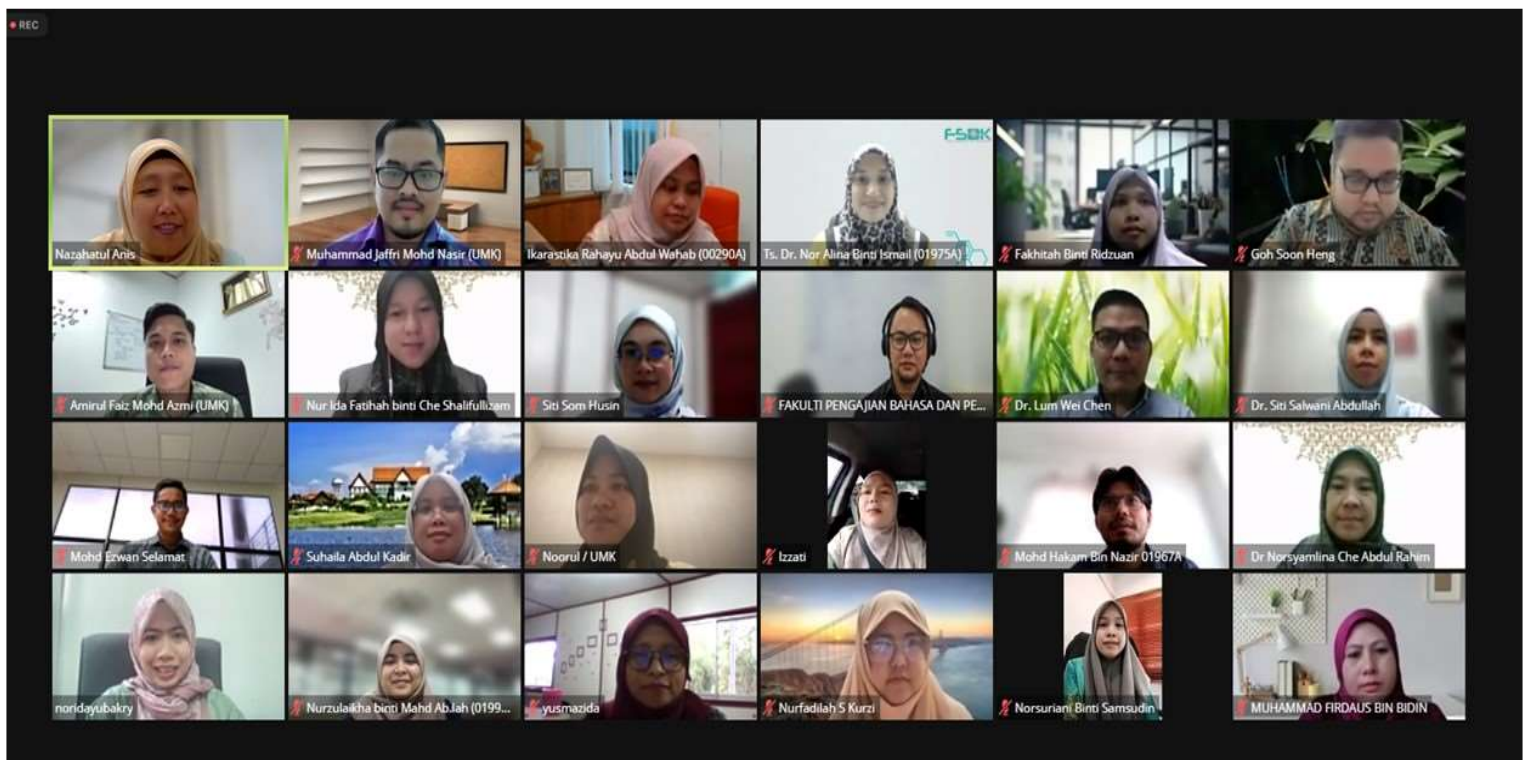 REC
Nazahatul Anis
Muhammad Jaffri Mohd Nasir (UMK)
Ikarastika Rahayu Abdul Wahab (00290A)
FSDK
Ts. Dr. Nor Alina Binti Ismail (01975A)
Fakhitah Binti Ridzuan
Goh Soon Heng
Amirul Faiz Mohd Azmi (UMK)
Nur Ida Fatihah binti Che Shalifullizam
Siti Som Husin
FAKULTI PENGAJIAN BAHASA DAN PE...
Dr. Lum Wei Chen
Dr. Siti Salwani Abdullah
Mohd Ezwan Selamat
Suhaila Abdul Kadir
Noorul / UMK
Izzati
Mohd Hakam Bin Nazir 01967A
Dr Norsyamlina Che Abdul Rahim
noridayubakry
Nurzulaikha binti Mahd Ab.lah (0199...
yusmazida
Nurfadilah S Kurzi
Norsuriani Binti Samsudin
MUHAMMAD FIRDAUS BIN BIDIN